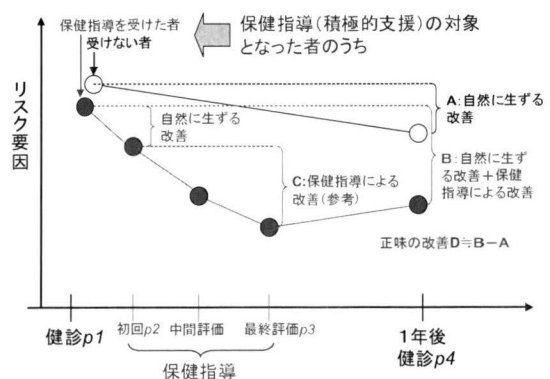 保健指導を受けた者
受けない者
保健指導(積極的支援)の対象
となった者のうち
リスク要因
自然に生ずる
改善
A:自然に生ずる
改善
B:自然に生ず
る改善+保健
指導による改善
C:保健指導による
改善(参考)
正味の改善D≒B-A
健診p1
初回p2
中間評価
最終評価p3
1年後
健診p4
保健指導